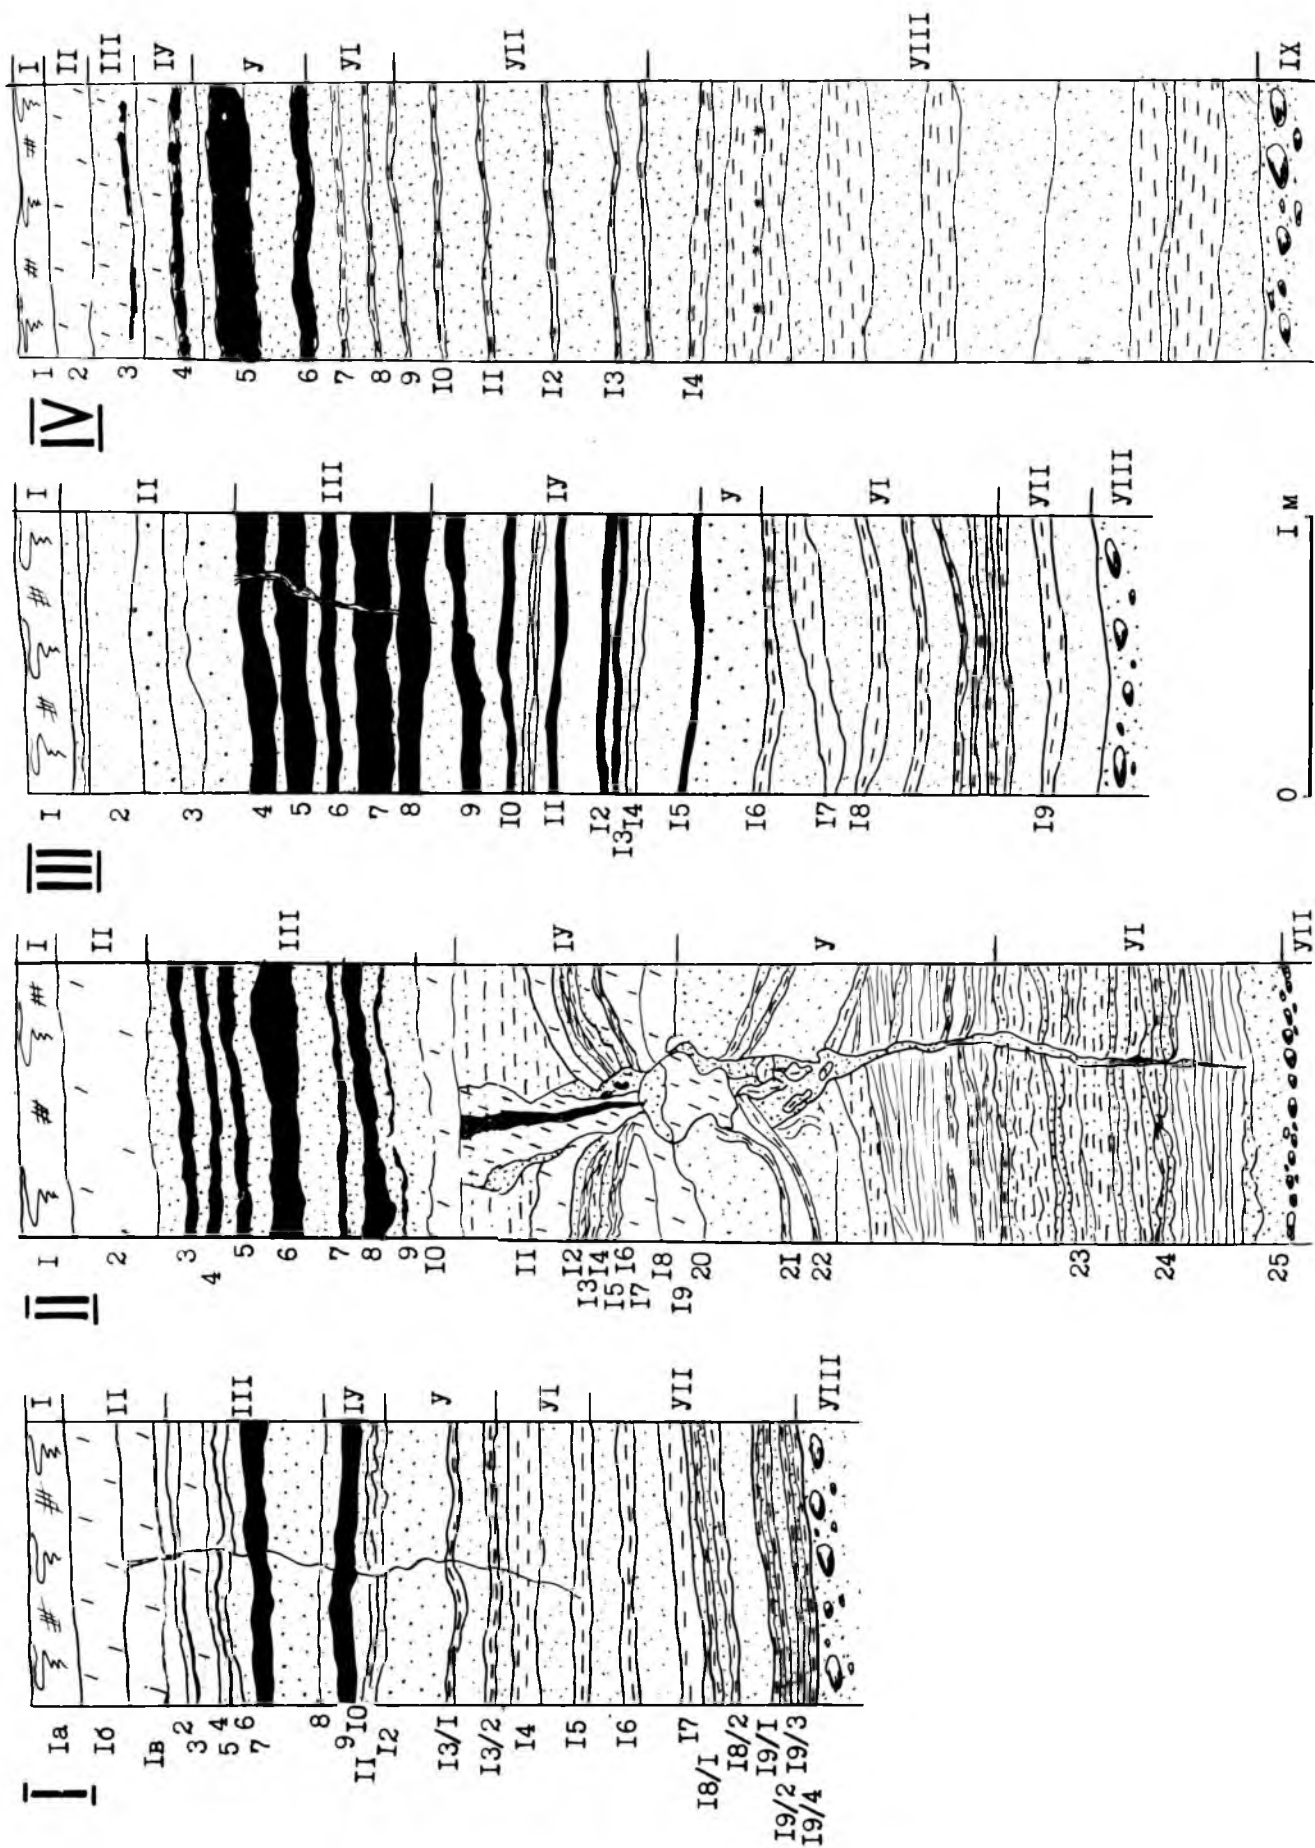 I
Iа
Iб
Iв
2
3
4
5
6
7
8
9
I0
II
I2
I3/I
I3/2
I4
I5
I6
I7
I8/I
I8/2
I9/I
I9/2
I9/3
I9/4
I
II
III
IУ
У
УI
УII
УIII
II
I
2
3
4
5
6
7
8
9
I0
II
I2
I3
I4
I5
I6
I7
I8
I9
20
2I
22
23
24
25
I
II
III
IУ
У
УI
УII
III
I
2
3
4
5
6
7
8
9
I0
II
I2
I3
I4
I5
I6
I7
I8
I9
I
II
III
IУ
У
УI
УII
УIII
IV
I
2
3
4
5
6
7
8
9
I0
II
I2
I3
I4
I
II
III
IУ
У
УI
УII
УIII
IX
0 I м